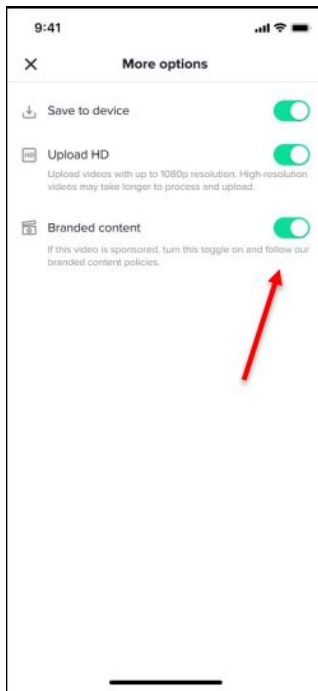 9:41
More options
Save to device
HD
Upload HD
Upload videos with up to 1080p resolution. High-resolution
videos may take longer to process and upload.
Branded content
If this video is sponsored, turn this toggle on and follow our
branded content policies.